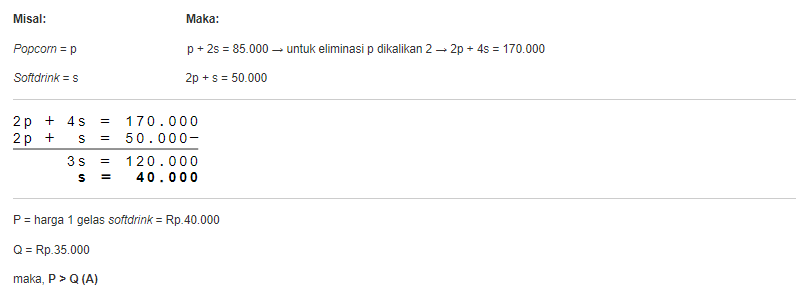 Misal: Maka:
Popcorn = p p + 2s = 85.000 → untuk eliminasi p dikalikan 2 → 2p + 4s = 170.000
Softdrink = s 2p + s = 50.000
2p + 4s = 170.000
2p + s = 50.000−
3s = 120.000
s = 40.000
P = harga 1 gelas softdrink = Rp.40.000
Q = Rp.35.000
maka, P > Q (A)